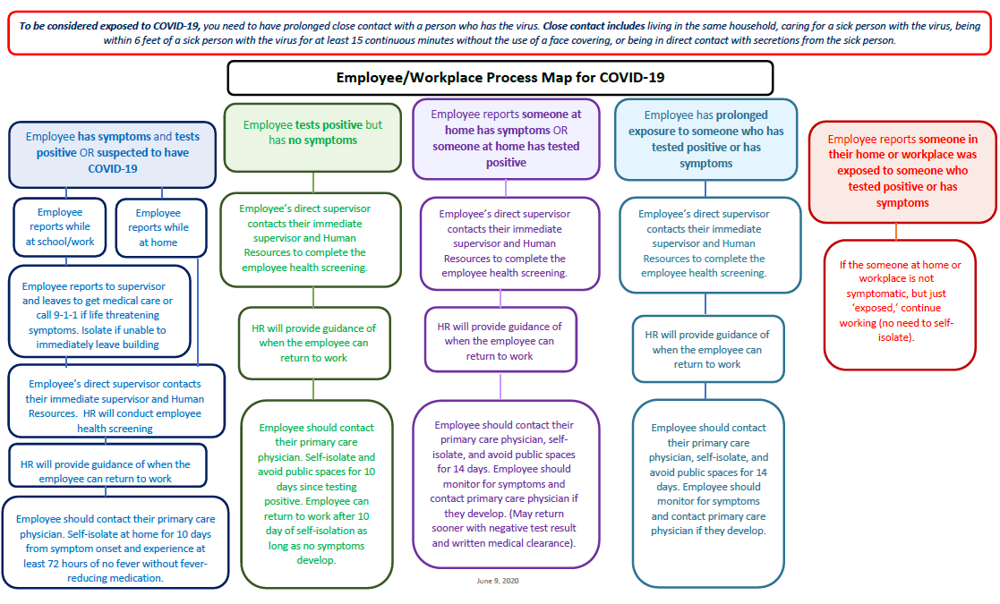 To be considered exposed to COVID-19, you need to have prolonged close contact with a person who has the virus. Close contact includes living in the same household, caring for a sick person with the virus, being
within 6 feet of a sick person with the virus for at least 15 continuous minutes without the use of a face covering, or being in direct contact with secretions from the sick person.
Employee/Workplace Process Map for COVID-19
Employee has symptoms and tests
positive OR suspected to have
COVID-19
Employee
reports while
at school/work
Employee
reports while
at home
Employee reports to supervisor
and leaves to get medical care or
call 9-1-1 if life threatening
symptoms. Isolate if unable to
immediately leave building
Employee's direct supervisor contacts
their immediate supervisor and Human
Resources. HR will conduct employee
health screening
HR will provide guidance of when the
employee can return to work
Employee should contact their primary care
physician. Self-isolate at home for 10 days
from symptom onset and experience at
least 72 hours of no fever without fever-
reducing medication.
Employee tests positive but
has no symptoms
Employee's direct supervisor
contacts their immediate
supervisor and Human
Resources to complete the
employee health screening.
HR will provide guidance of
when the employee can
return to work
Employee should contact
their primary care
physician. Self-isolate and
avoid public spaces for 10
days since testing
positive. Employee can
return to work after 10
day of self-isolation as
long as no symptoms
develop.
Employee reports someone at
home has symptoms OR
someone at home has tested
positive
Employee's direct supervisor
contacts their immediate
supervisor and Human
Resources to complete the
employee health screening.
HR will provide guidance of
when the employee can
return to work
Employee should contact their
primary care physician, self-
isolate, and avoid public spaces
for 14 days. Employee should
monitor for symptoms and
contact primary care physician if
they develop. (May return
sooner with negative test result
and written medical clearance).
Employee has prolonged
exposure to someone who has
tested positive or has
symptoms
Employee's direct supervisor
contacts their immediate
supervisor and Human
Resources to complete the
employee health screening.
HR will provide guidance of
when the employee can
return to work
Employee should contact
their primary care
physician, self-isolate, and
avoid public spaces for 14
days. Employee should
monitor for symptoms
and contact primary care
physician if they develop.
Employee reports someone in
their home or workplace was
exposed to someone who
tested positive or has
symptoms
If the someone at home or
workplace is not
symptomatic, but just
'exposed,' continue
working (no need to self-
isolate).
June 9, 2020